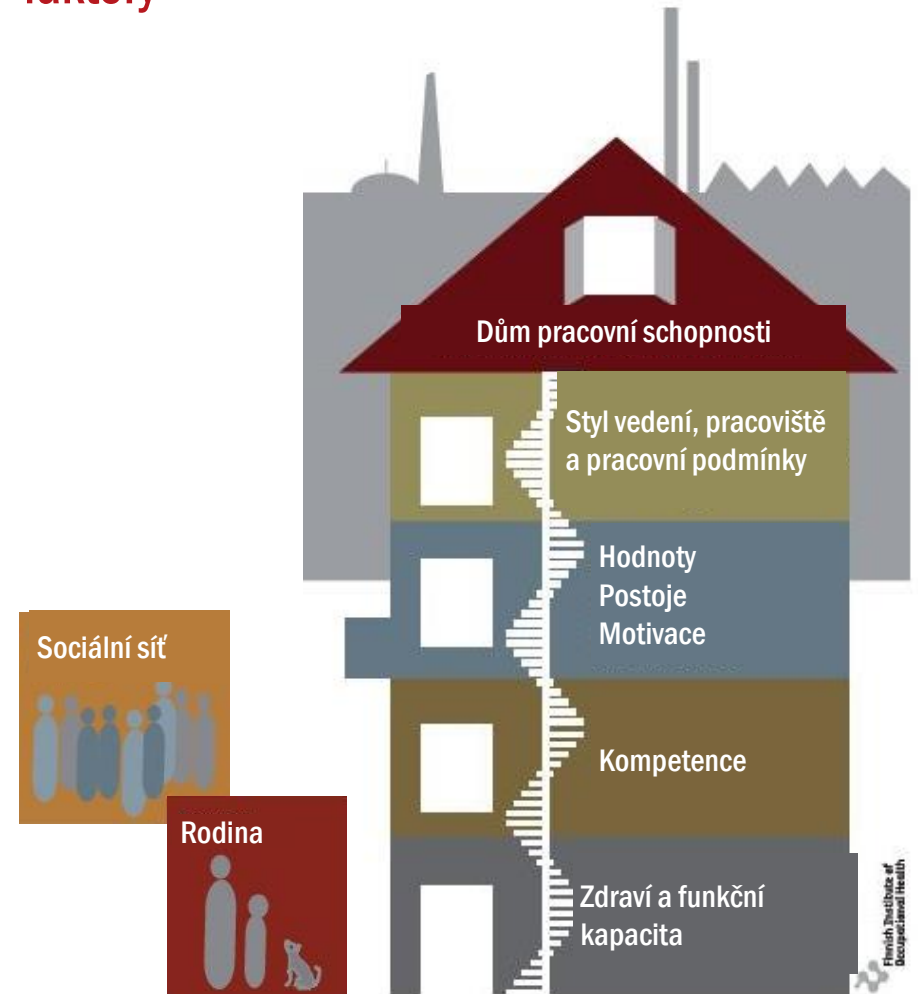 faktory
Dům pracovní schopnosti
Styl vedení, pracoviště
a pracovní podmínky
Hodnoty
Postoje
Motivace
Sociální síť
Kompetence
Rodina
Zdraví a funkční
kapacita
Finnish Institute of
Occupational Health